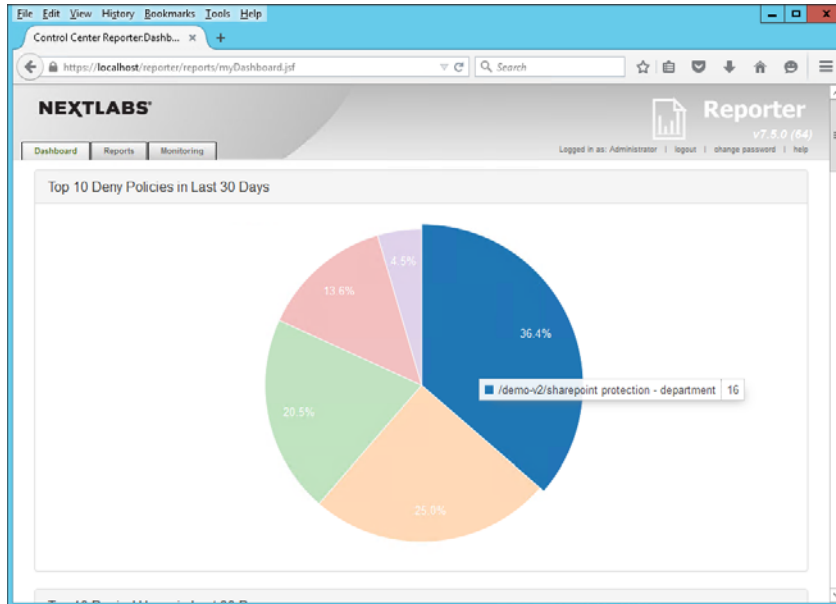 File Edit View History Bookmarks Tools Help
Control Center Reporter:Dashb... × +
https://localhost/reporter/reports/myDashboard.jsf
Search
NEXTLABS
Reporter
v7.5.0 (64)
Dashboard Reports Monitoring
Logged in as: Administrator | logout | change password | help
Top 10 Deny Policies in Last 30 Days
4.5%
13.6%
36.4%
/demo-v2/sharepoint protection - department 16
20.5%
25.0%